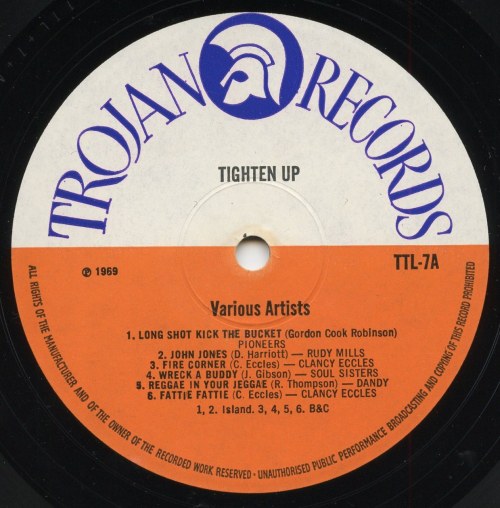 TROJAN RECORDS
TIGHTEN UP
TTL-7A
℗ 1969
Various Artists
1. LONG SHOT KICK THE BUCKET (Gordon Cook Robinson)
PIONEERS
2. JOHN JONES (D. Harriott) — RUDY MILLS
3. FIRE CORNER (C. Eccles) — CLANCY ECCLES
4. WRECK A BUDDY (J. Gibson) — SOUL SISTERS
5. REGGAE IN YOUR JEGGAE (R. Thompson) — DANDY
6. FATTIE FATTIE (C. Eccles) — CLANCY ECCLES
1, 2. Island. 3, 4, 5, 6. B&C
ALL RIGHTS OF THE MANUFACTURER AND OF THE OWNER OF THE RECORDED WORK RESERVED · UNAUTHORISED PUBLIC PERFORMANCE BROADCASTING AND COPYING OF THIS RECORD PROHIBITED